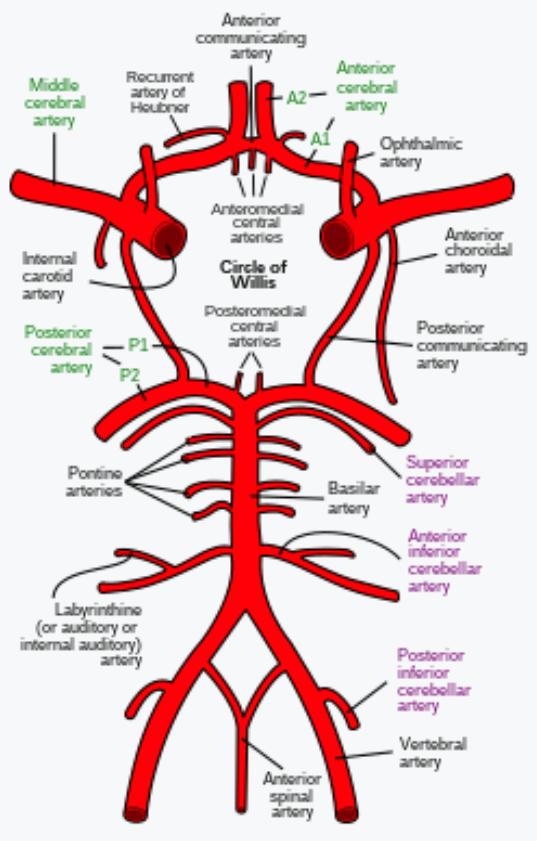 Anterior
communicating
artery
Middle
cerebral
artery
Recurrent
artery of
Heubner
A2
Anterior
cerebral
artery
A1
Ophthalmic
artery
Anteromedial
central
arteries
Internal
carotid
artery
Circle of
Willis
Anterior
choroidal
artery
Posteromedial
central
arteries
Posterior
cerebral
artery
P1
P2
Posterior
communicating
artery
Pontine
arteries
Basilar
artery
Superior
cerebellar
artery
Anterior
inferior
cerebellar
artery
Labyrinthine
(or auditory or
internal auditory)
artery
Posterior
inferior
cerebellar
artery
Vertebral
artery
Anterior
spinal
artery